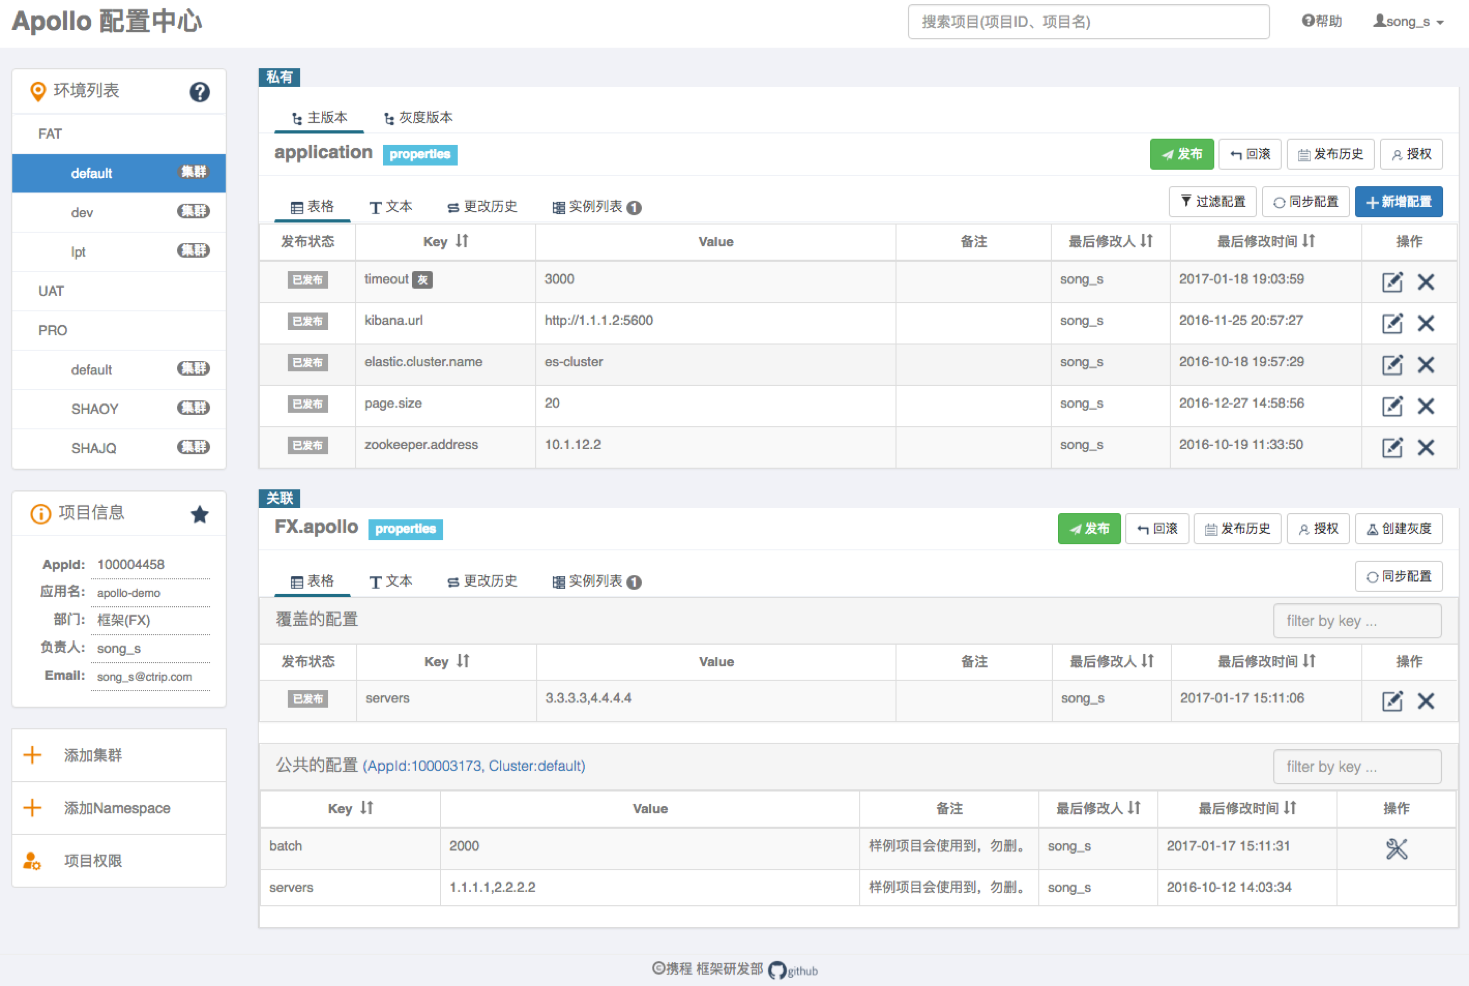 Apollo 配置中心
搜索项目(项目ID、项目名)
帮助
song_s
环境列表
FAT
default 集群
dev 集群
lpt 集群
UAT
PRO
default 集群
SHAOY 集群
SHAJQ 集群
项目信息
AppId: 100004458
应用名: apollo-demo
部门: 框架(FX)
负责人: song_s
Email: song_s@ctrip.com
添加集群
添加Namespace
项目权限
私有
主版本 灰度版本
application properties 发布 回滚 发布历史 授权
表格 文本 更改历史 实例列表 1 过滤配置 同步配置 新增配置
发布状态 Key Value 备注 最后修改人 最后修改时间 操作
已发布 timeout 灰 3000 song_s 2017-01-18 19:03:59
已发布 kibana.url http://1.1.1.2:5600 song_s 2016-11-25 20:57:27
已发布 elastic.cluster.name es-cluster song_s 2016-10-18 19:57:29
已发布 page.size 20 song_s 2016-12-27 14:58:56
已发布 zookeeper.address 10.1.12.2 song_s 2016-10-19 11:33:50
关联
FX.apollo properties 发布 回滚 发布历史 授权 创建灰度
表格 文本 更改历史 实例列表 1 同步配置
覆盖的配置 filter by key ...
发布状态 Key Value 备注 最后修改人 最后修改时间 操作
已发布 servers 3.3.3.3,4.4.4.4 song_s 2017-01-17 15:11:06
公共的配置 (AppId:100003173, Cluster:default) filter by key ...
Key Value 备注 最后修改人 最后修改时间 操作
batch 2000 样例项目会使用到，勿删。 song_s 2017-01-17 15:11:31
servers 1.1.1.1,2.2.2.2 样例项目会使用到，勿删。 song_s 2016-10-12 14:03:34
©携程 框架研发部 github